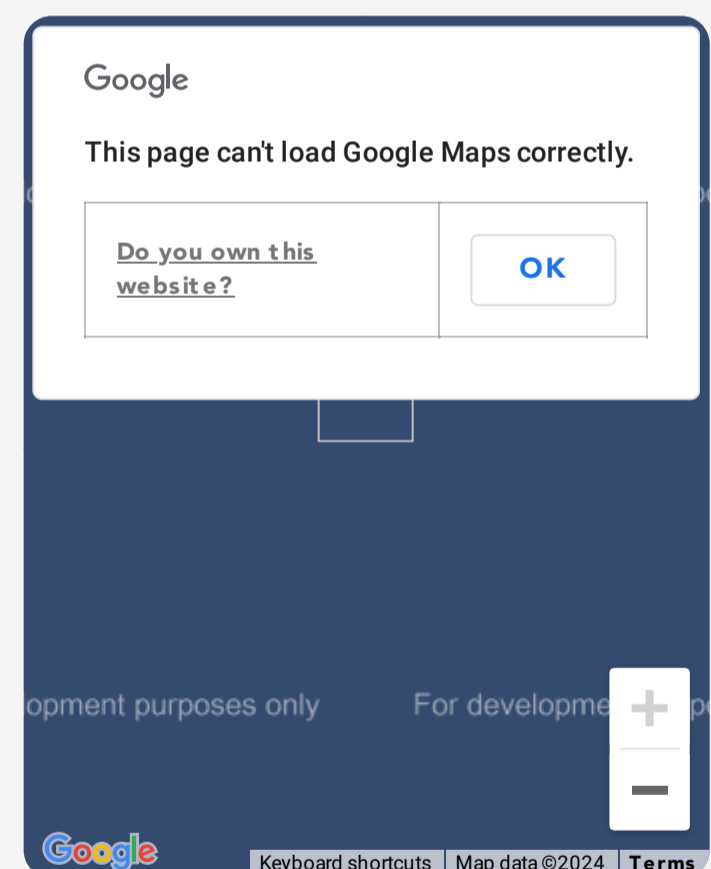 Google
This page can't load Google Maps correctly.
Do you own this
website?
OK
opment purposes only
For developme
Google
Keyboard shortcuts
Map data ©2024
Terms